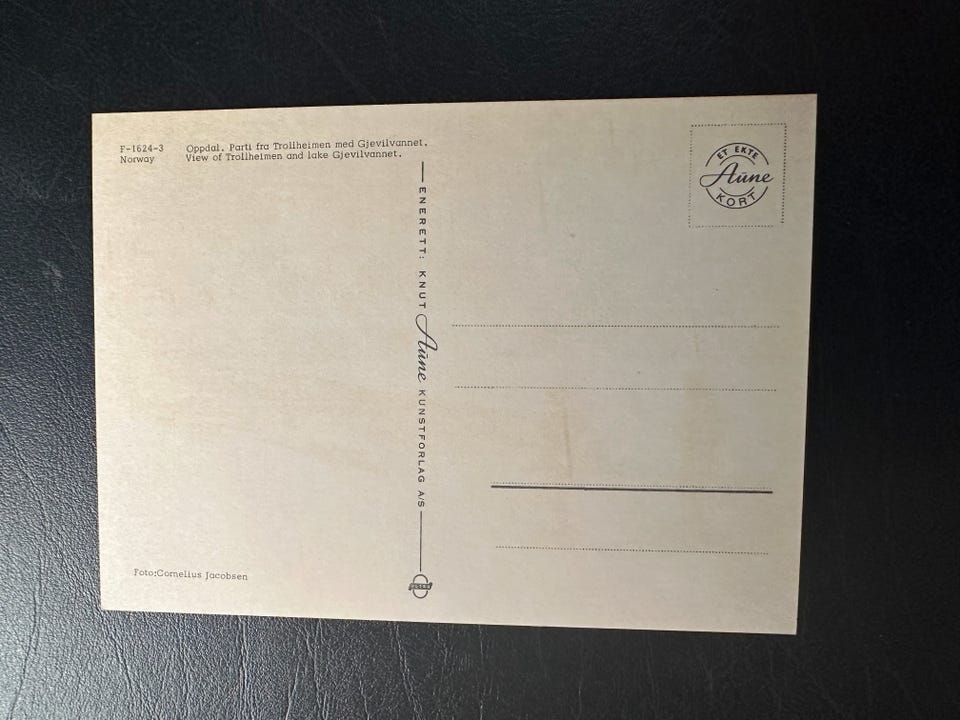 F-1624-3 Oppdal. Parti fra Trollheimen med Gjevilvannet.
Norway View of Trollheimen and lake Gjevilvannet.
ET EKTE
Aune
KORT
ENERETT: KNUT Aune KUNSTFORLAG A/S
Foto:Cornelius Jacobsen